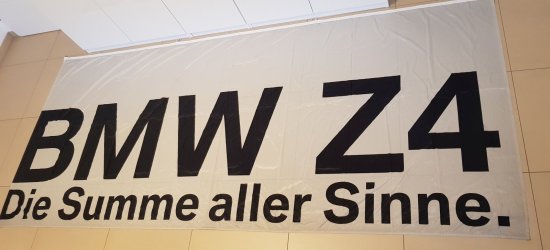 BMW Z4
Die Summe aller Sinne.